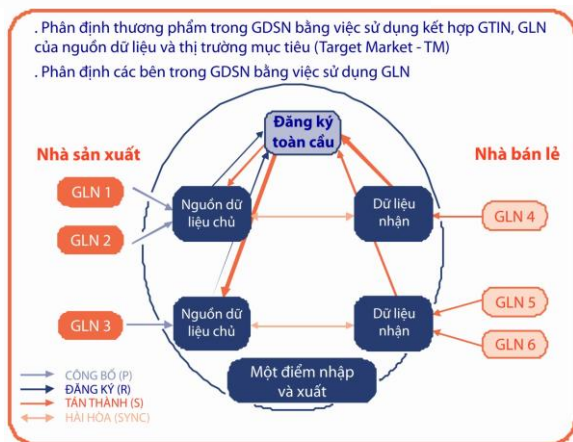 . Phân định thương phẩm trong GDSN bằng việc sử dụng kết hợp GTIN, GLN
của nguồn dữ liệu và thị trường mục tiêu (Target Market - TM)
. Phân định các bên trong GDSN bằng việc sử dụng GLN
Đăng ký
toàn cầu
Nhà sản xuất
Nhà bán lẻ
GLN 1
GLN 2
Nguồn dữ
liệu chủ
Dữ liệu
nhận
GLN 4
GLN 3
Nguồn dữ
liệu chủ
Dữ liệu
nhận
GLN 5
GLN 6
Một điểm nhập
và xuất
CÔNG BỐ (P)
ĐĂNG KÝ (R)
TÁN THÀNH (S)
HÀI HÒA (SYNC)